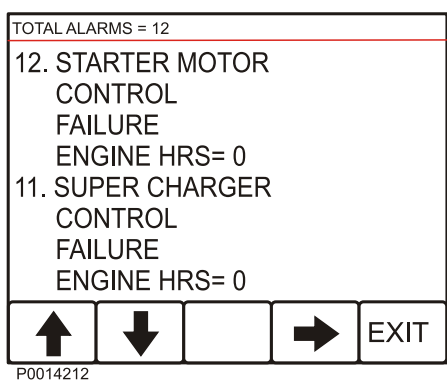 TOTAL ALARMS = 12
12. STARTER MOTOR
CONTROL
FAILURE
ENGINE HRS= 0
11. SUPER CHARGER
CONTROL
FAILURE
ENGINE HRS= 0
EXIT
P0014212